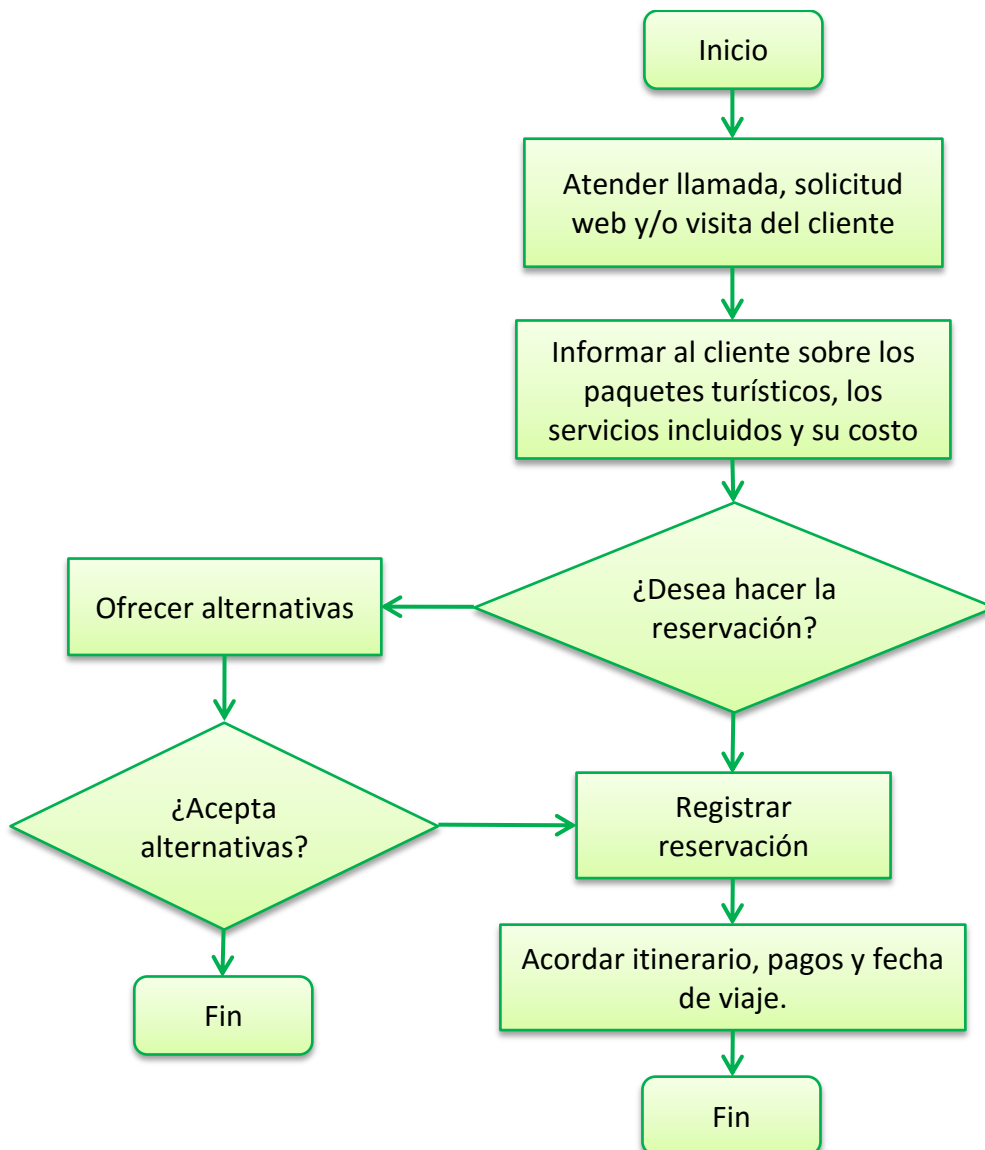 Inicio
Atender llamada, solicitud
web y/o visita del cliente
Informar al cliente sobre los
paquetes turísticos, los
servicios incluidos y su costo
¿Desea hacer la
reservación?
Ofrecer alternativas
¿Acepta
alternativas?
Registrar
reservación
Acordar itinerario, pagos y fecha
de viaje.
Fin
Fin